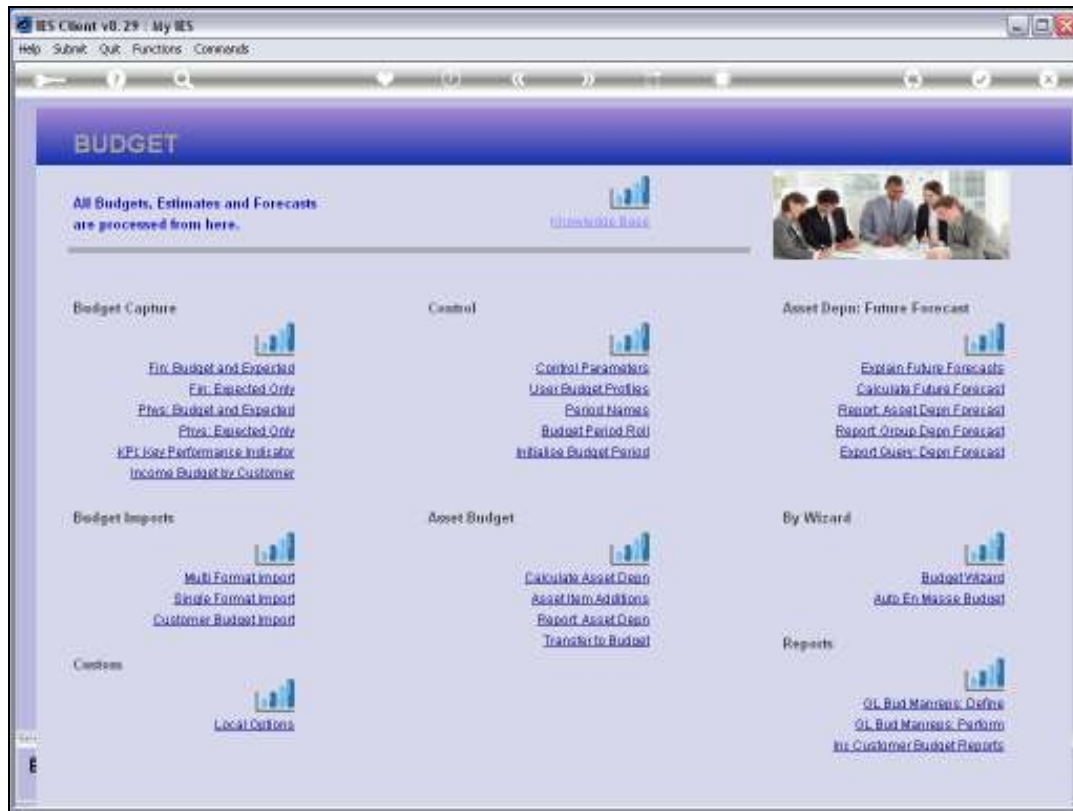 IES Client v8.29 : My IES
Help Submit Quit Functions Commands
BUDGET
All Budgets, Estimates and Forecasts
are processed from here.
Knowledge Base
Budget Capture
Fin: Budget and Expected
Fin: Expected Only
Phys: Budget and Expected
Phys: Expected Only
KPI: Key Performance Indicator
Income Budget by Customer
Control
Control Parameters
User Budget Profiles
Period Names
Budget Period Roll
Initialise Budget Period
Asset Depn: Future Forecast
Explain Future Forecasts
Calculate Future Forecast
Report: Asset Depn Forecast
Report: Group Depn Forecast
Export Query: Depn Forecast
Budget Imports
Multi Format Import
Single Format Import
Customer Budget Import
Asset Budget
Calculate Asset Depn
Asset Item Additions
Report Asset Depn
Transfer to Budget
By Wizard
Budget Wizard
Auto En Masse Budget
Custom
Local Options
Reports
GL Bud Manreps: Define
GL Bud Manreps: Perform
Inc Customer Budget Reports